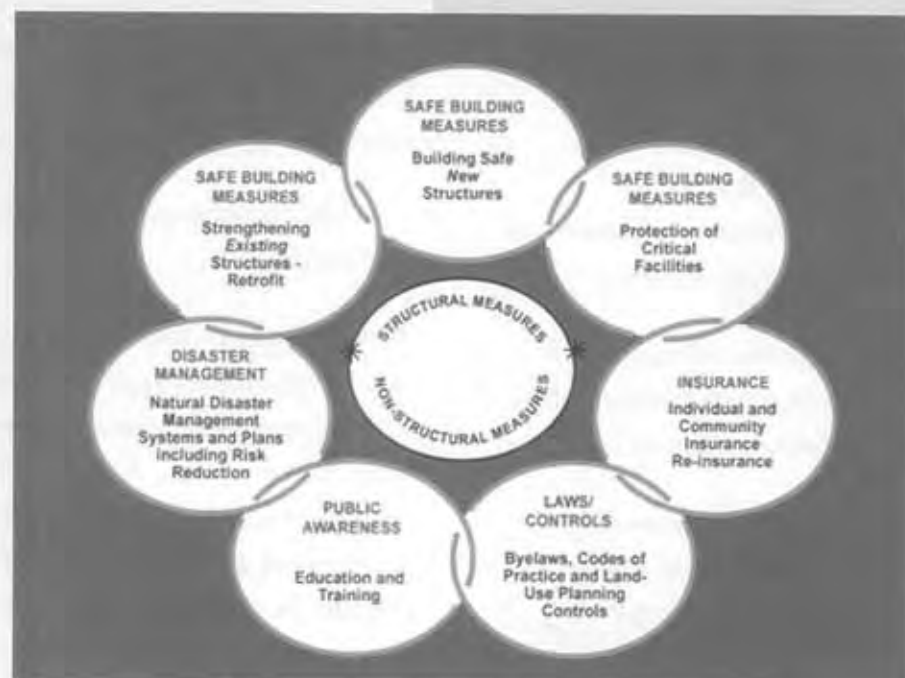 SAFE BUILDING
MEASURES
Building Safe
New
Structures
SAFE BUILDING
MEASURES
Strengthening
Existing
Structures -
Retrofit
SAFE BUILDING
MEASURES
Protection of
Critical
Facilities
STRUCTURAL MEASURES
NON-STRUCTURAL MEASURES
DISASTER
MANAGEMENT
Natural Disaster
Management
Systems and Plans
including Risk
Reduction
INSURANCE
Individual and
Community
Insurance
Re-insurance
PUBLIC
AWARENESS
Education and
Training
LAWS/
CONTROLS
Byelaws, Codes of
Practice and Land-
Use Planning
Controls